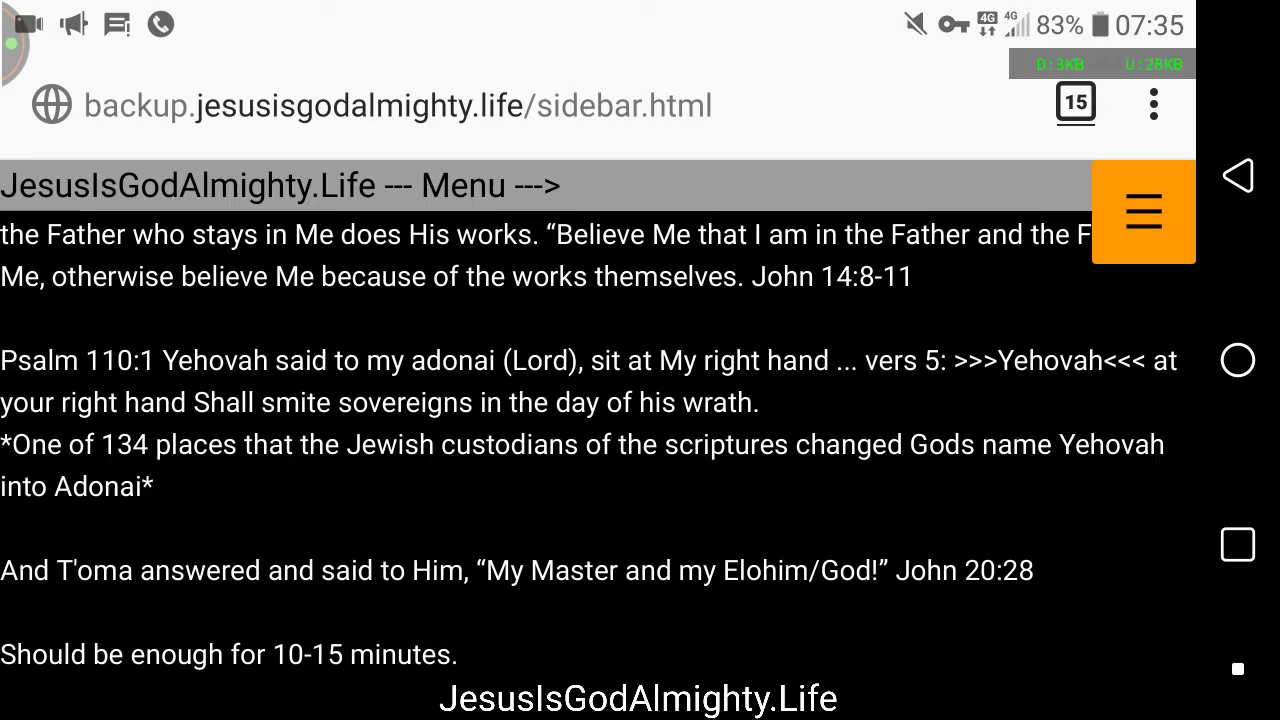 4G 4G 83% 07:35
D:3KB U:28KB
backup.jesusisgodalmighty.life/sidebar.html 15
JesusIsGodAlmighty.Life --- Menu --->
the Father who stays in Me does His works. “Believe Me that I am in the Father and the F
Me, otherwise believe Me because of the works themselves. John 14:8-11
Psalm 110:1 Yehovah said to my adonai (Lord), sit at My right hand ... vers 5: >>>Yehovah<<< at
your right hand Shall smite sovereigns in the day of his wrath.
*One of 134 places that the Jewish custodians of the scriptures changed Gods name Yehovah
into Adonai*
And T'oma answered and said to Him, “My Master and my Elohim/God!” John 20:28
Should be enough for 10-15 minutes.
JesusIsGodAlmighty.Life